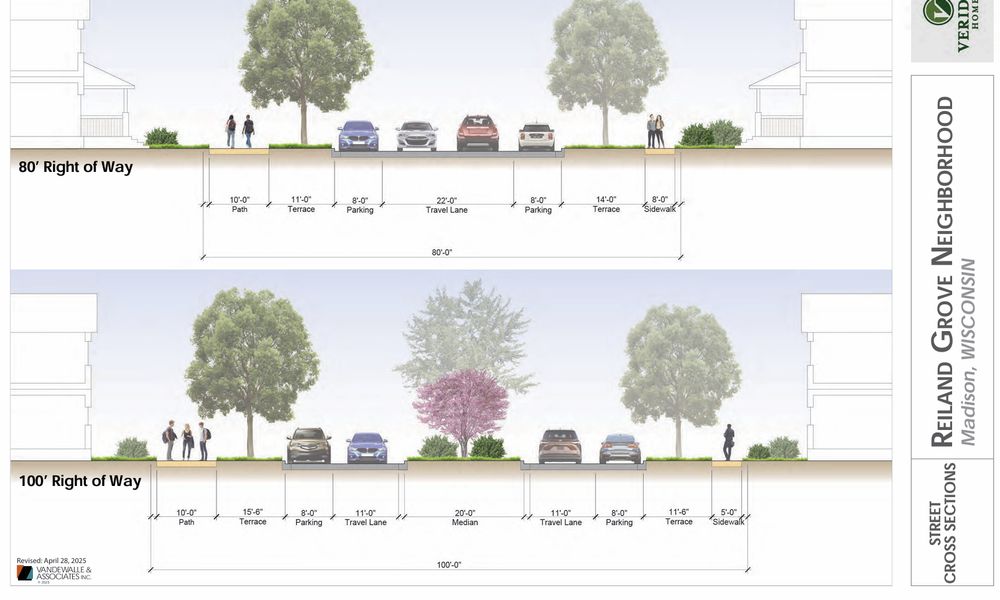 80' Right of Way
10'-0" 11'-0" 8'-0" 22'-0" 8'-0" 14'-0" 8'-0"
Path Terrace Parking Travel Lane Parking Terrace Sidewalk
80'-0"
100' Right of Way
10'-0" 15'-6" 8'-0" 11'-0" 20'-0" 11'-0" 8'-0" 11'-6" 5'-0"
Path Terrace Parking Travel Lane Median Travel Lane Parking Terrace Sidewalk
100'-0"
Revised: April 28, 2025
VANDEWALLE &
ASSOCIATES INC.
© 2025
REILAND GROVE NEIGHBORHOOD
Madison, WISCONSIN
STREET
CROSS SECTIONS